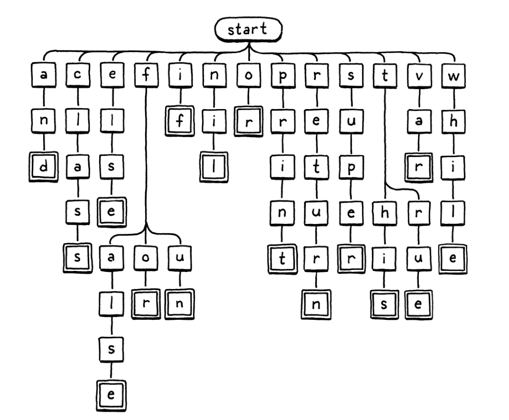 start
a c e f i n o p r s t v w
n l l f i r r e u a h
d a s l i t p r i
s e n u e h r l
s a o u t r r i u e
l r n n s e
s
e